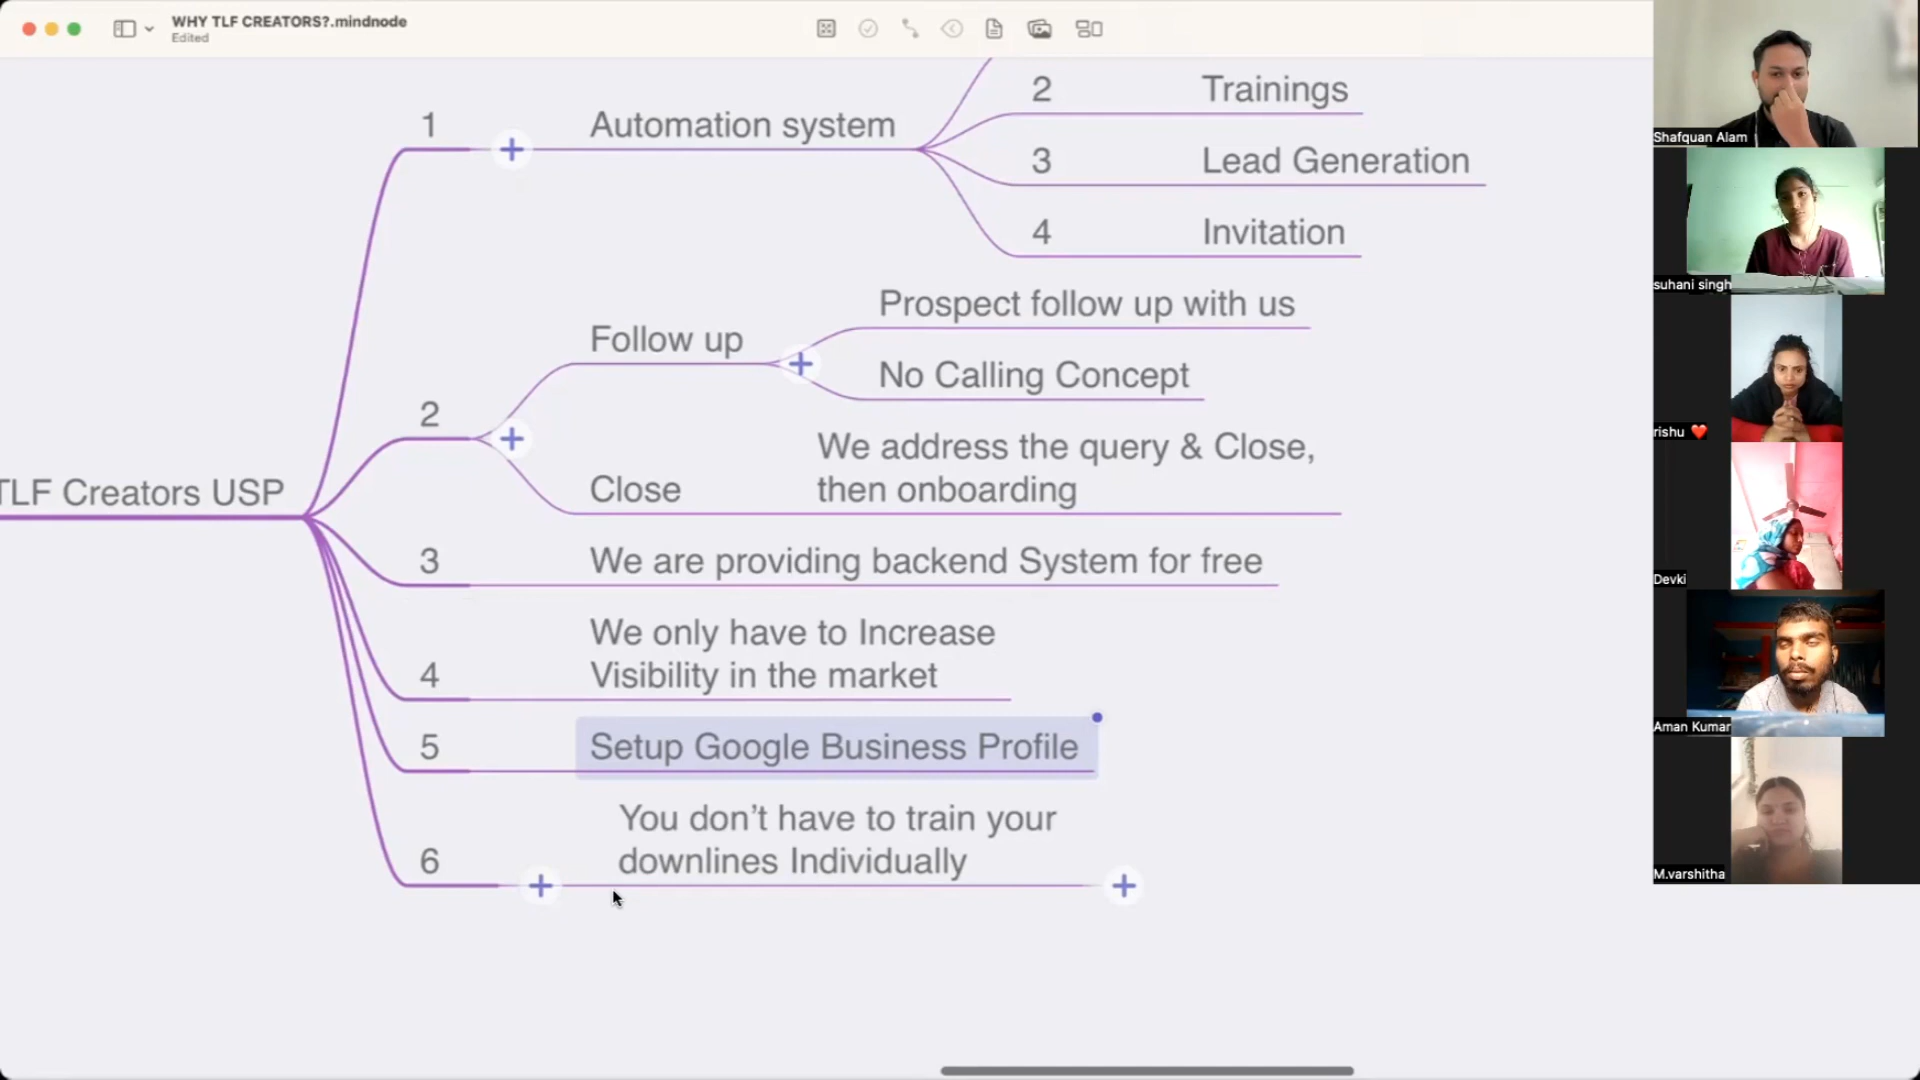 WHY TLF CREATORS?.mindnode
Edited
2 Trainings
1 Automation system
3 Lead Generation
4 Invitation
Prospect follow up with us
Follow up
No Calling Concept
2
We address the query & Close,
Close then onboarding
TLF Creators USP
3 We are providing backend System for free
We only have to Increase
4 Visibility in the market
5 Setup Google Business Profile
You don’t have to train your
6 downlines Individually
Shafquan Alam
suhani singh
rishu ❤️
Devki
Aman Kumar
M.varshitha